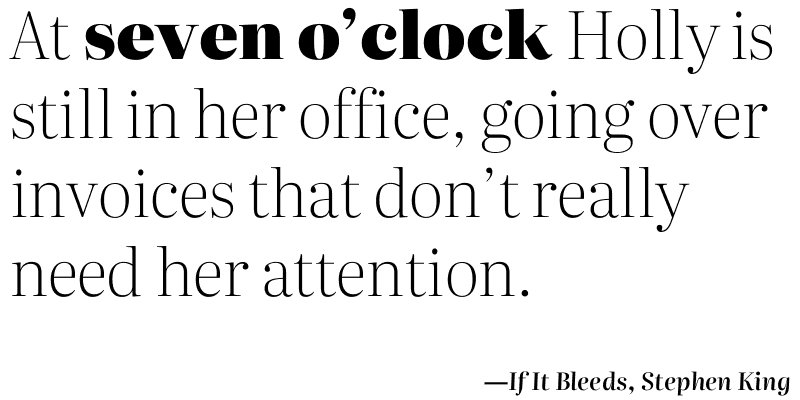 At seven o’clock Holly is
still in her office, going over
invoices that don’t really
need her attention.
—If It Bleeds, Stephen King